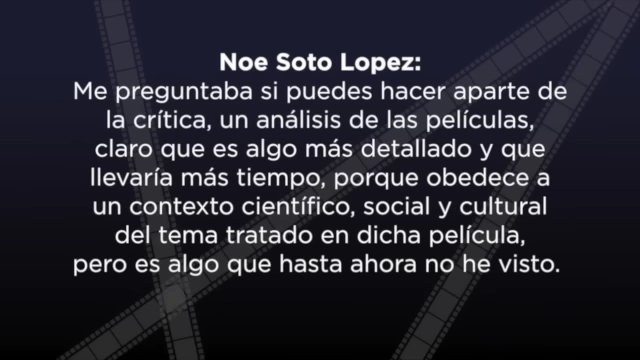 Noe Soto Lopez:
Me preguntaba si puedes hacer aparte de
la crítica, un análisis de las películas,
claro que es algo más detallado y que
llevaría más tiempo, porque obedece a
un contexto científico, social y cultural
del tema tratado en dicha película,
pero es algo que hasta ahora no he visto.